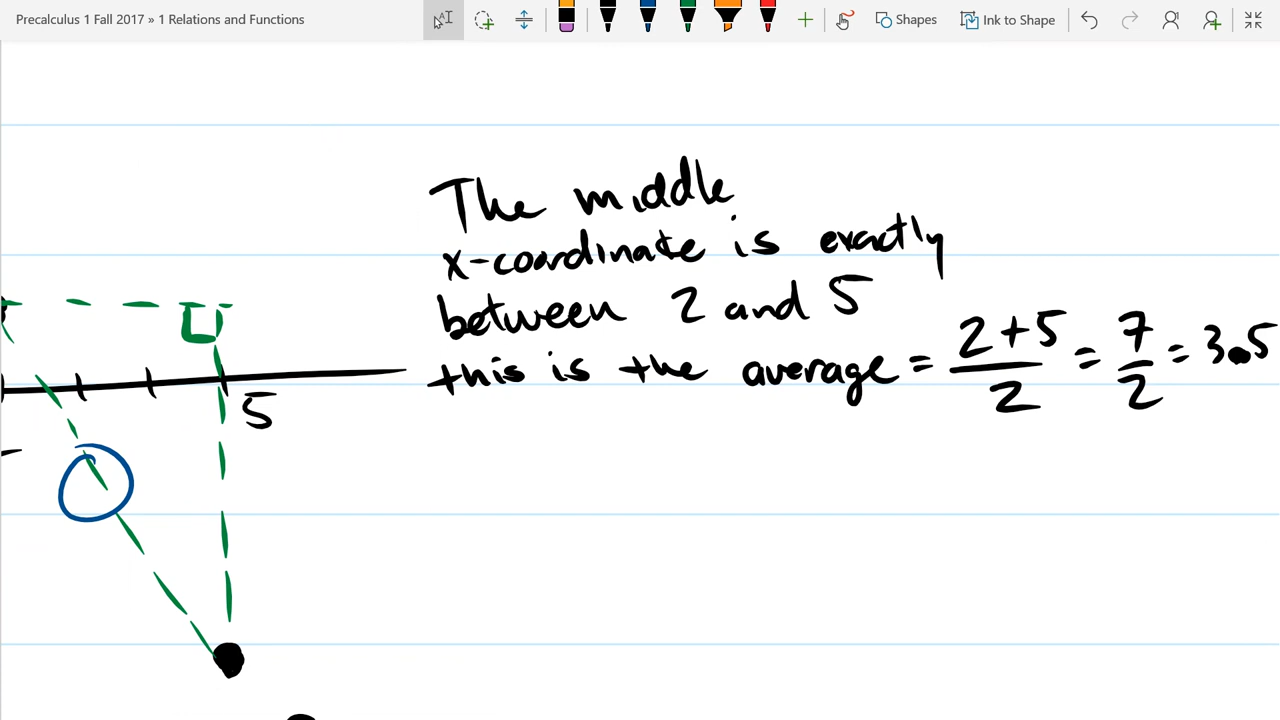 Precalculus 1 Fall 2017 » 1 Relations and Functions
Shapes
Ink to Shape
The middle
x-coordinate is exactly
between 2 and 5
this is the average = (2+5)/2 = 7/2 = 3.5
5